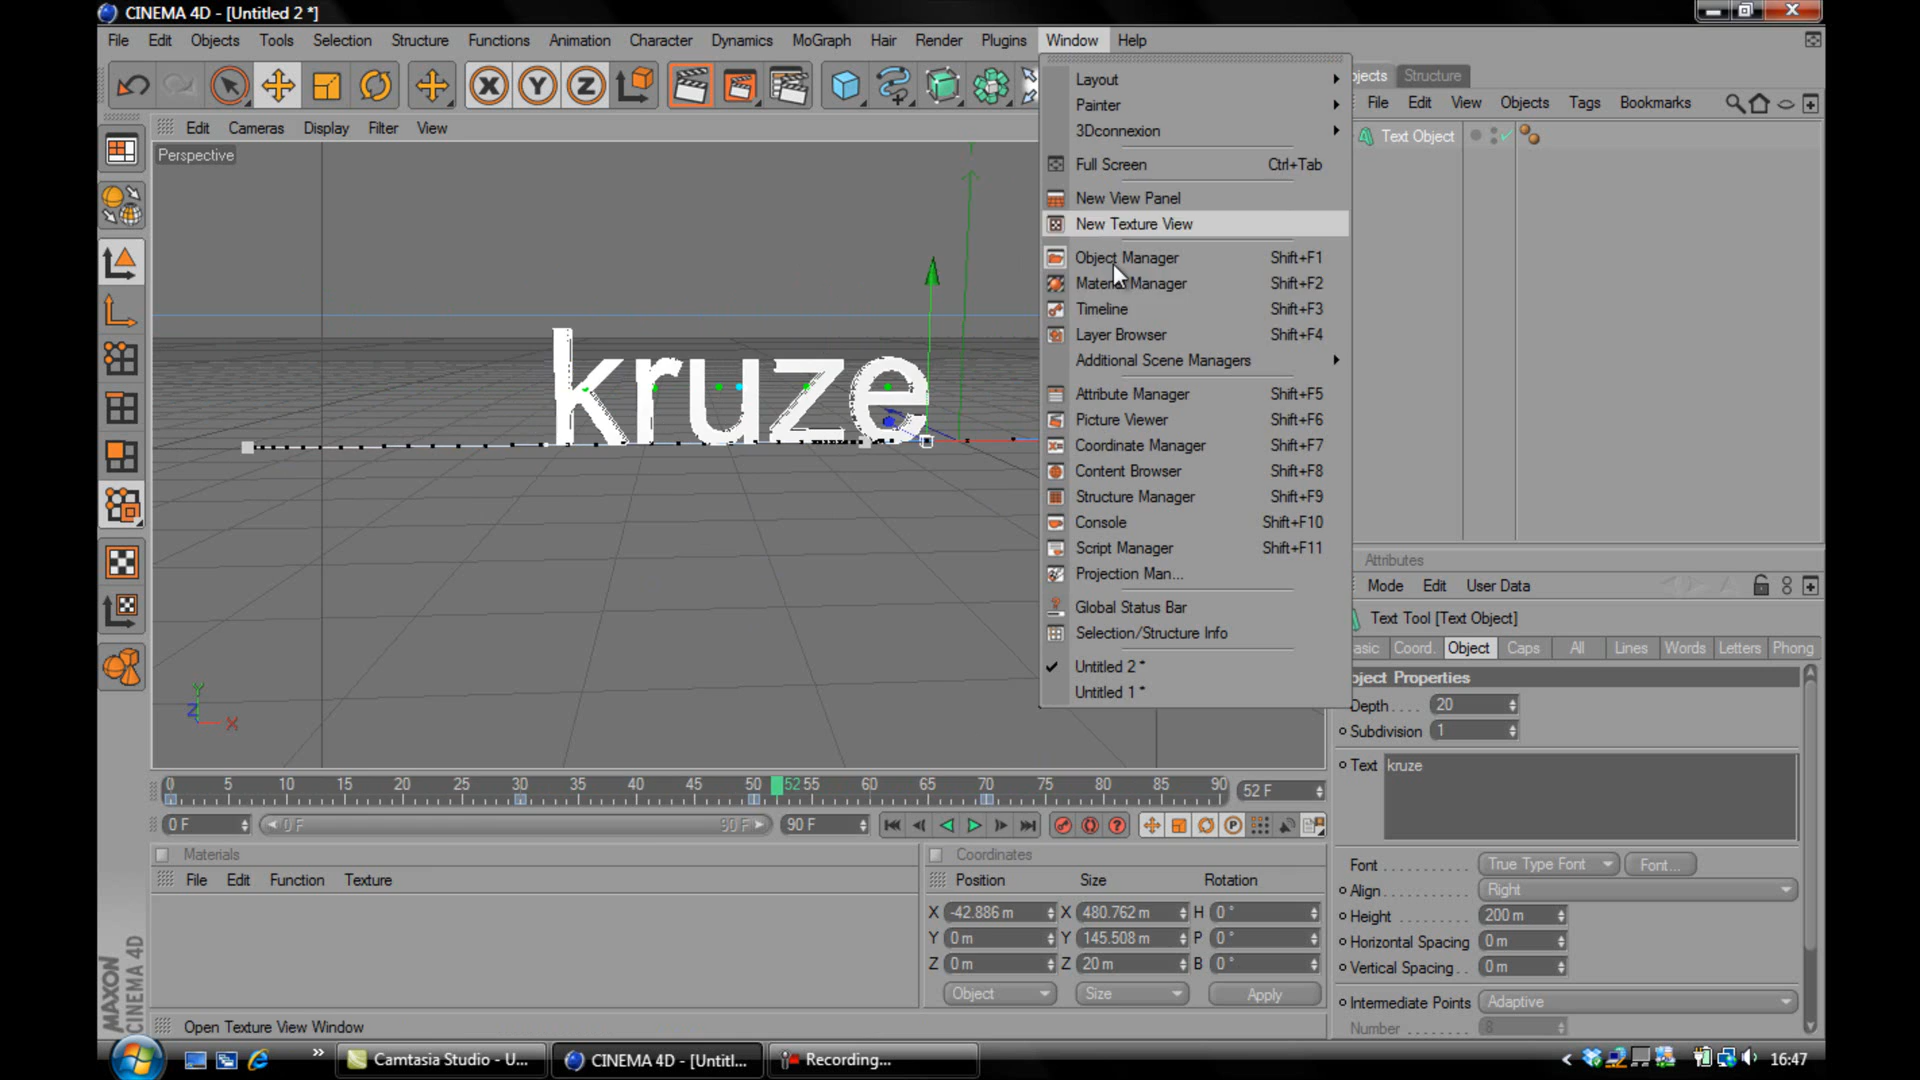 CINEMA 4D - [Untitled 2 *]
File Edit Objects Tools Selection Structure Functions Animation Character Dynamics MoGraph Hair Render Plugins Window Help
X Y Z
Edit Cameras Display Filter View
Perspective
kruze
Y
Z X
Layout
Painter
3Dconnexion
Full Screen Ctrl+Tab
New View Panel
New Texture View
Object Manager Shift+F1
Material Manager Shift+F2
Timeline Shift+F3
Layer Browser Shift+F4
Additional Scene Managers
Attribute Manager Shift+F5
Picture Viewer Shift+F6
Coordinate Manager Shift+F7
Content Browser Shift+F8
Structure Manager Shift+F9
Console Shift+F10
Script Manager Shift+F11
Projection Man...
Global Status Bar
Selection/Structure Info
Untitled 2 *
Untitled 1 *
bjects Structure
File Edit View Objects Tags Bookmarks
Text Object
Attributes
Mode Edit User Data
Text Tool [Text Object]
asic Coord. Object Caps All Lines Words Letters Phong
bject Properties
Depth . . . . 20
Subdivision 1
Text kruze
Font . . . . . . . . . . True Type Font Font...
Align . . . . . . . . . . Right
Height . . . . . . . . 200 m
Horizontal Spacing 0 m
Vertical Spacing . . 0 m
Intermediate Points Adaptive
Number . . . . . . . . 8
0 5 10 15 20 25 30 35 40 45 50 52 55 60 65 70 75 80 85 90 52 F
0 F 0 F 90 F 90 F
Materials
File Edit Function Texture
Coordinates
Position Size Rotation
X -42.886 m X 480.762 m H 0 °
Y 0 m Y 145.508 m P 0 °
Z 0 m Z 20 m B 0 °
Object Size Apply
MAXON
CINEMA 4D
Open Texture View Window
Camtasia Studio - U... CINEMA 4D - [Untitl... Recording... 16:47